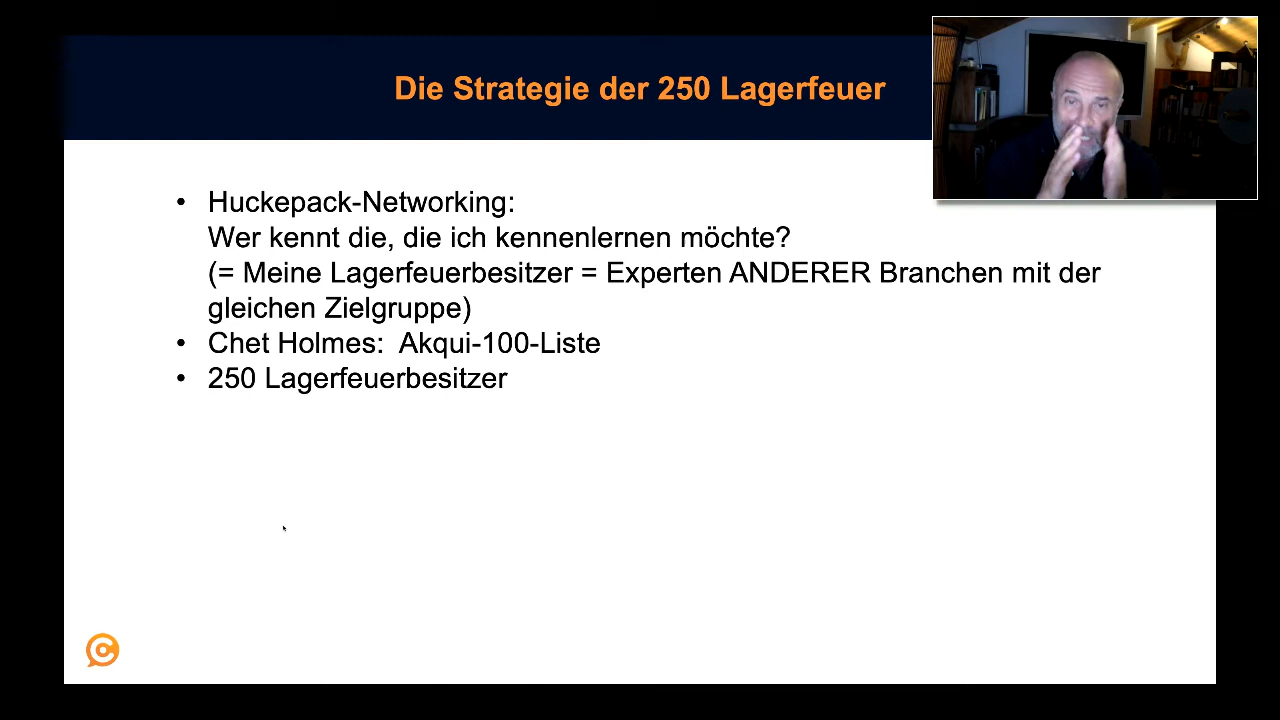 Die Strategie der 250 Lagerfeuer
• Huckepack-Networking:
Wer kennt die, die ich kennenlernen möchte?
(= Meine Lagerfeuerbesitzer = Experten ANDERER Branchen mit der
gleichen Zielgruppe)
• Chet Holmes:  Akqui-100-Liste
• 250 Lagerfeuerbesitzer